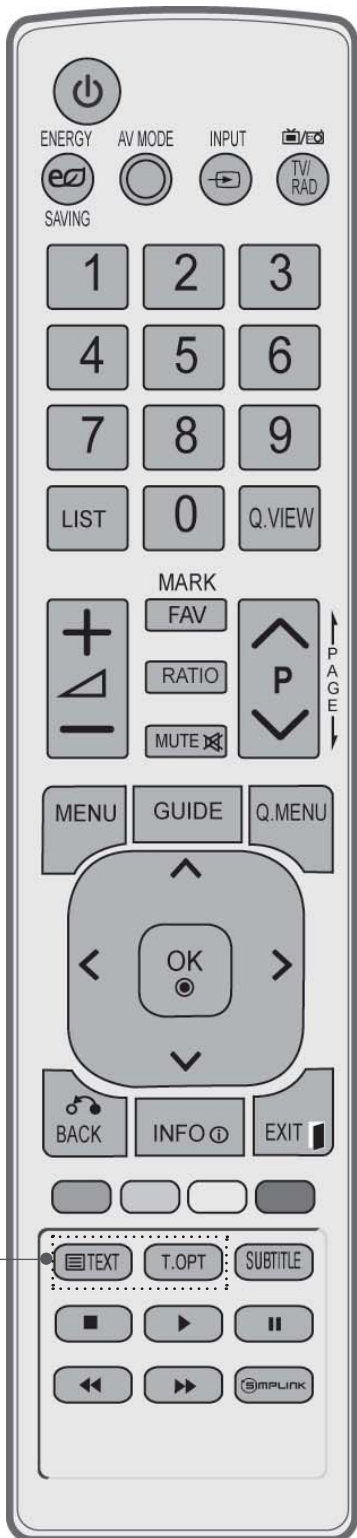 ENERGY AV MODE INPUT
TV/
RAD
SAVING
1 2 3
4 5 6
7 8 9
LIST 0 Q.VIEW
MARK
FAV
RATIO
P
PAGE
MUTE
MENU GUIDE Q.MENU
OK
BACK INFO EXIT
TEXT T.OPT SUBTITLE
SIMPLINK